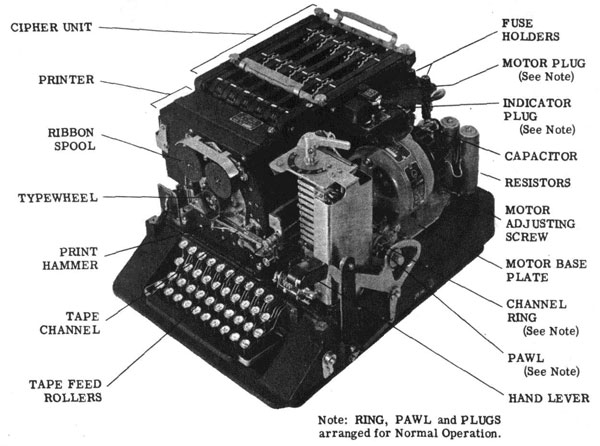 CIPHER UNIT
PRINTER
RIBBON
SPOOL
TYPEWHEEL
PRINT
HAMMER
TAPE
CHANNEL
TAPE FEED
ROLLERS
FUSE
HOLDERS
MOTOR PLUG
(See Note)
INDICATOR
PLUG
(See Note)
CAPACITOR
RESISTORS
MOTOR
ADJUSTING
SCREW
MOTOR BASE
PLATE
CHANNEL
RING
(See Note)
PAWL
(See Note)
HAND LEVER
Note: RING, PAWL and PLUGS
arranged for Normal Operation.